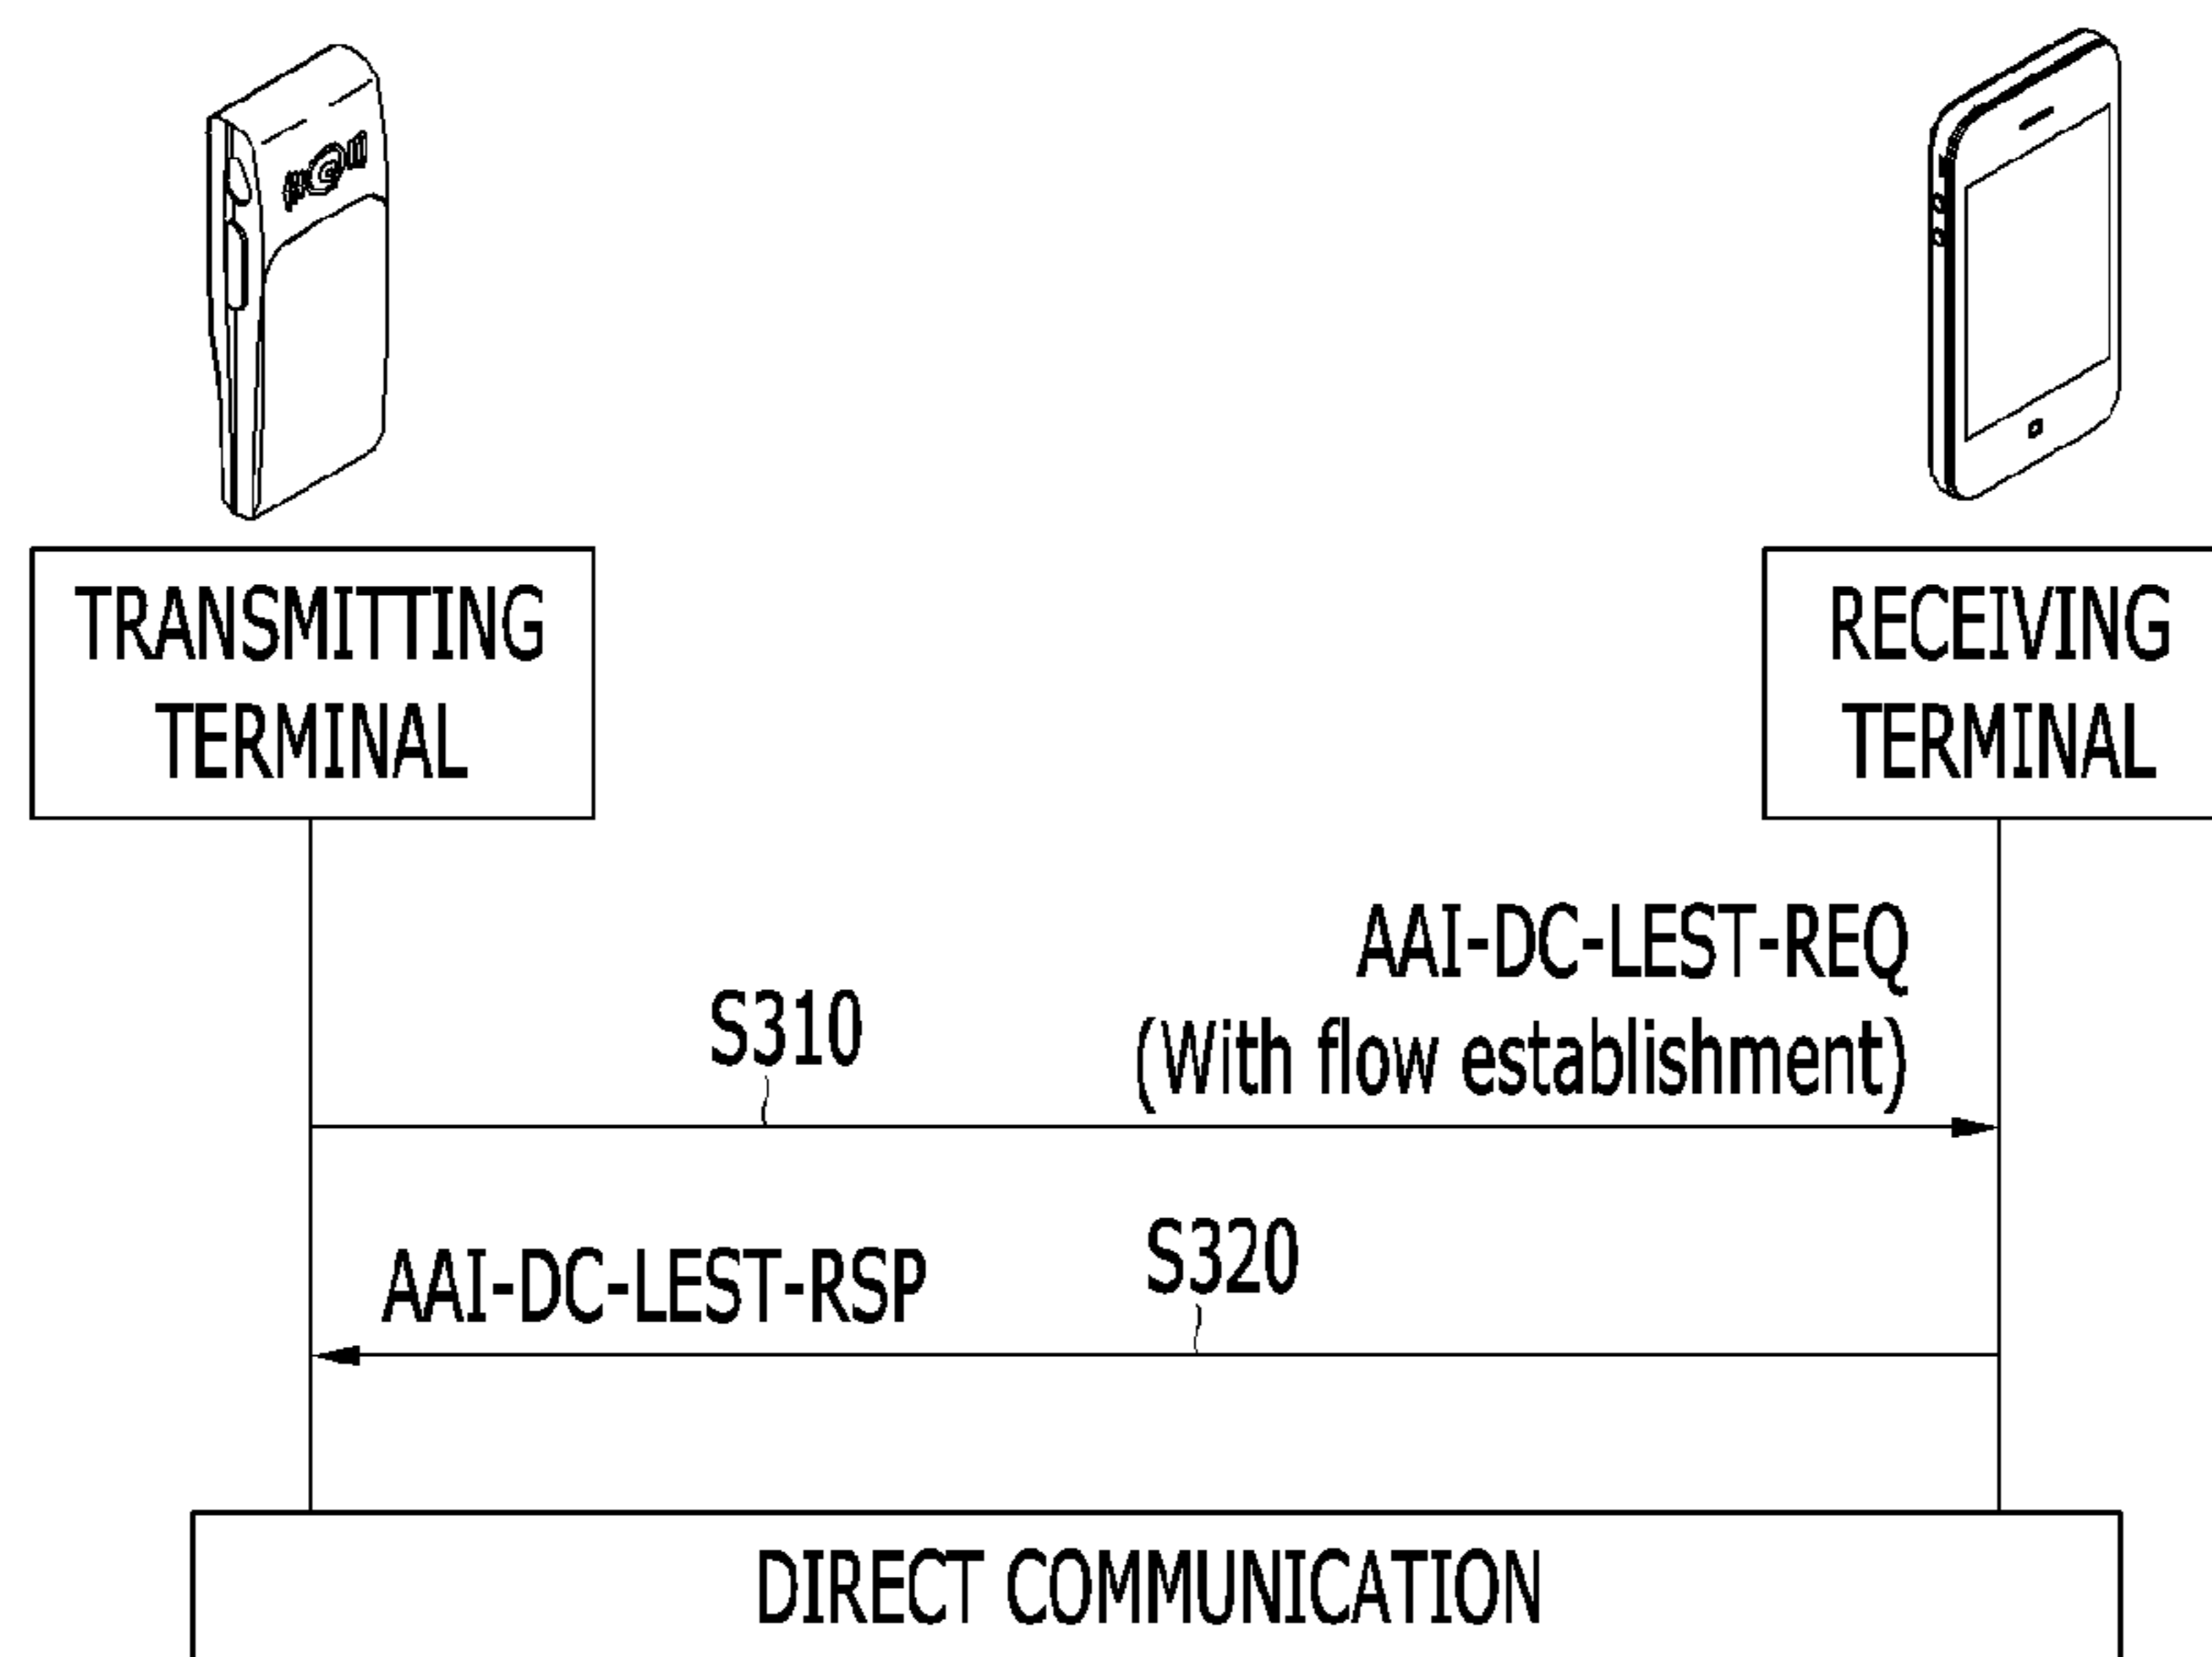 TRANSMITTING
TERMINAL
RECEIVING
TERMINAL
AAI-DC-LEST-REQ
S310
(With flow establishment)
S320
AAI-DC-LEST-RSP
DIRECT COMMUNICATION